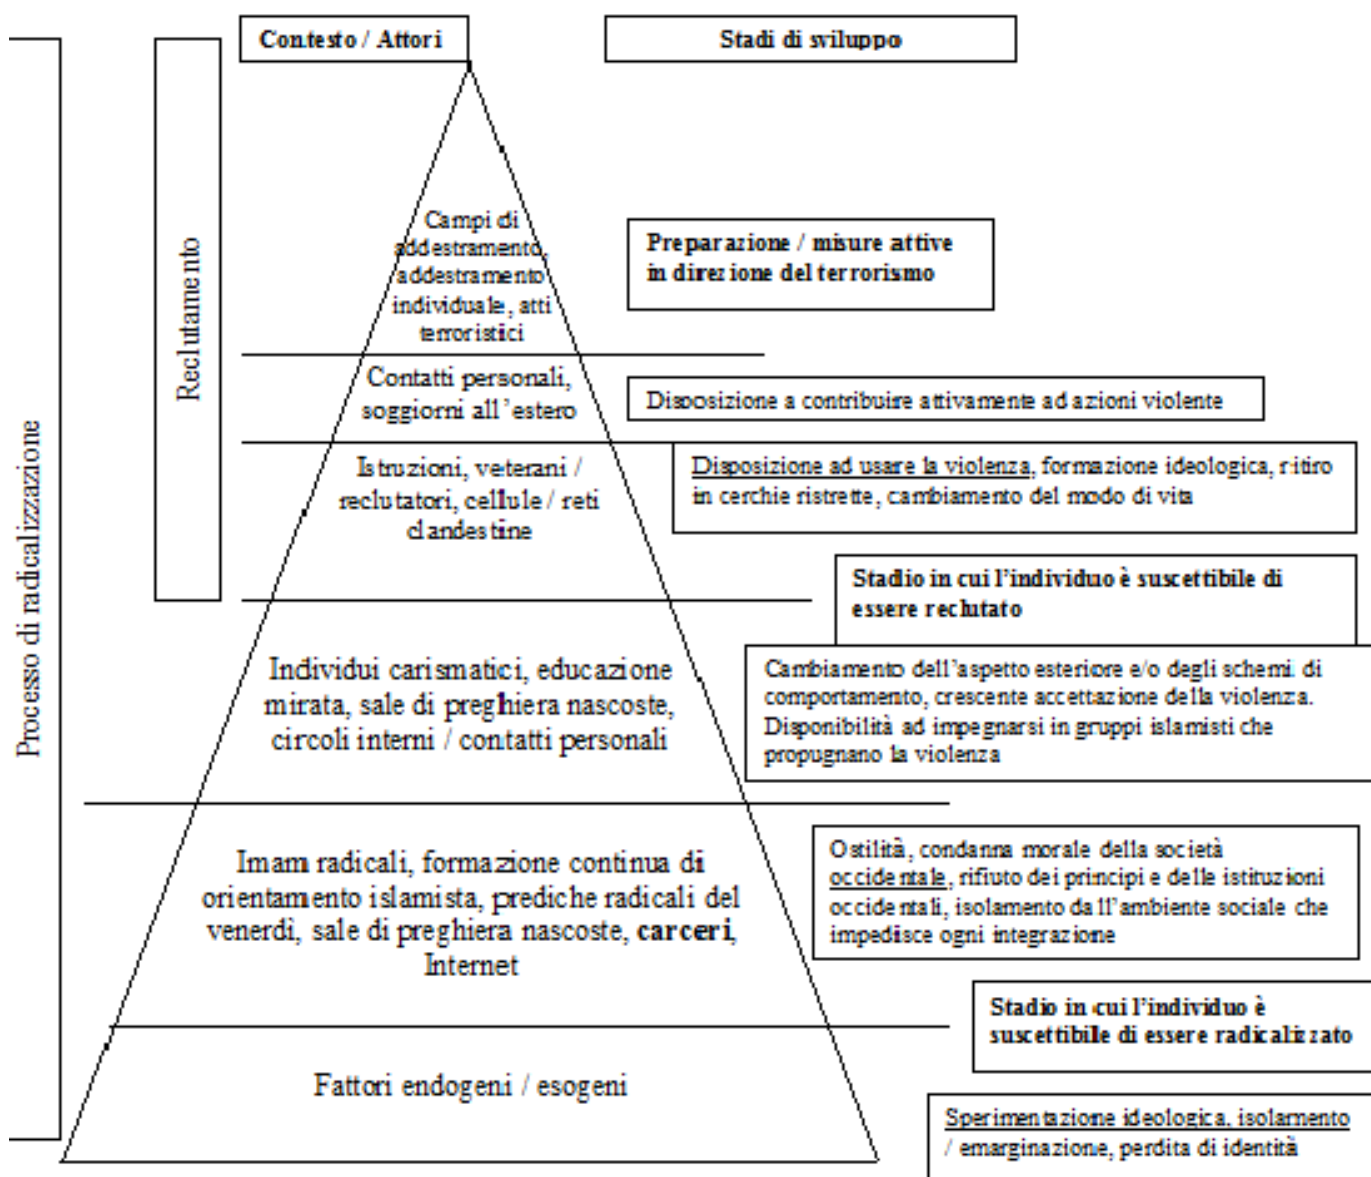 Contesto / Attori
Stadi di sviluppo
Processo di radicalizzazione
Reclutamento
Campi di
addestramento,
addestramento
individuale, atti
terroristici
Preparazione / misure attive
in direzione del terrorismo
Contatti personali,
soggiorni all'estero
Disposizione a contribuire attivamente ad azioni violente
Istruzioni, veterani /
reclutatori, cellule / reti
clandestine
Disposizione ad usare la violenza, formazione ideologica, ritiro
in cerchie ristrette, cambiamento del modo di vita
Stadio in cui l'individuo è suscettibile di
essere reclutato
Individui carismatici, educazione
mirata, sale di preghiera nascoste,
circoli interni / contatti personali
Cambiamento dell'aspetto esteriore e/o degli schemi di
comportamento, crescente accettazione della violenza.
Disponibilità ad impegnarsi in gruppi islamisti che
propugnano la violenza
Imam radicali, formazione continua di
orientamento islamista, prediche radicali del
venerdì, sale di preghiera nascoste, carceri,
Internet
Ostilità, condanna morale della società
occidentale, rifiuto dei principi e delle istituzioni
occidentali, isolamento dall'ambiente sociale che
impedisce ogni integrazione
Stadio in cui l'individuo è
suscettibile di essere radicalizzato
Fattori endogeni / esogeni
Sperimentazione ideologica, isolamento
/ emarginazione, perdita di identità